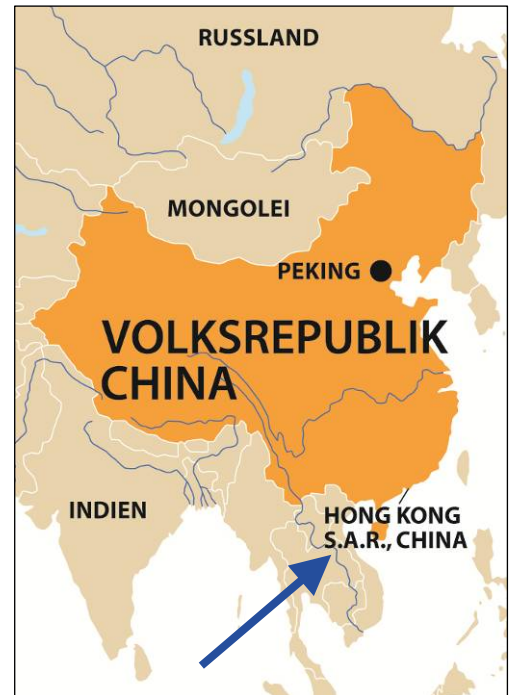 RUSSLAND
MONGOLEI
PEKING
VOLKSREPUBLIK
CHINA
INDIEN
HONG KONG
S.A.R., CHINA